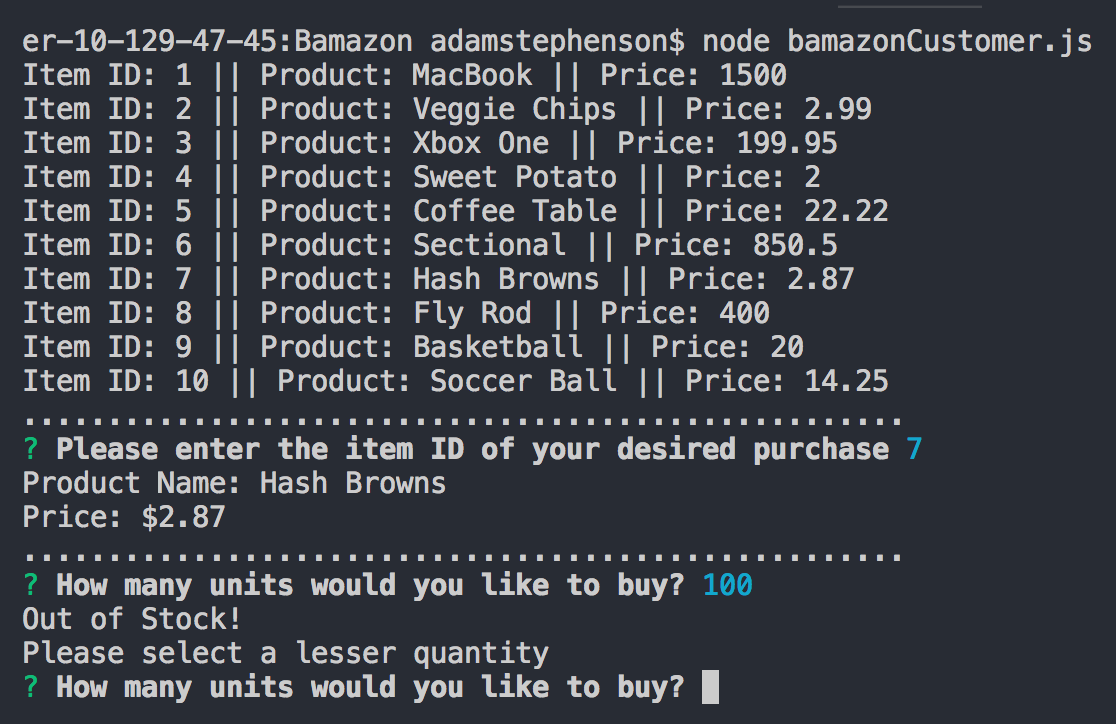 er-10-129-47-45:Bamazon adamstephenson$ node bamazonCustomer.js
Item ID: 1 || Product: MacBook || Price: 1500
Item ID: 2 || Product: Veggie Chips || Price: 2.99
Item ID: 3 || Product: Xbox One || Price: 199.95
Item ID: 4 || Product: Sweet Potato || Price: 2
Item ID: 5 || Product: Coffee Table || Price: 22.22
Item ID: 6 || Product: Sectional || Price: 850.5
Item ID: 7 || Product: Hash Browns || Price: 2.87
Item ID: 8 || Product: Fly Rod || Price: 400
Item ID: 9 || Product: Basketball || Price: 20
Item ID: 10 || Product: Soccer Ball || Price: 14.25
....................................................
? Please enter the item ID of your desired purchase 7
Product Name: Hash Browns
Price: $2.87
....................................................
? How many units would you like to buy? 100
Out of Stock!
Please select a lesser quantity
? How many units would you like to buy?